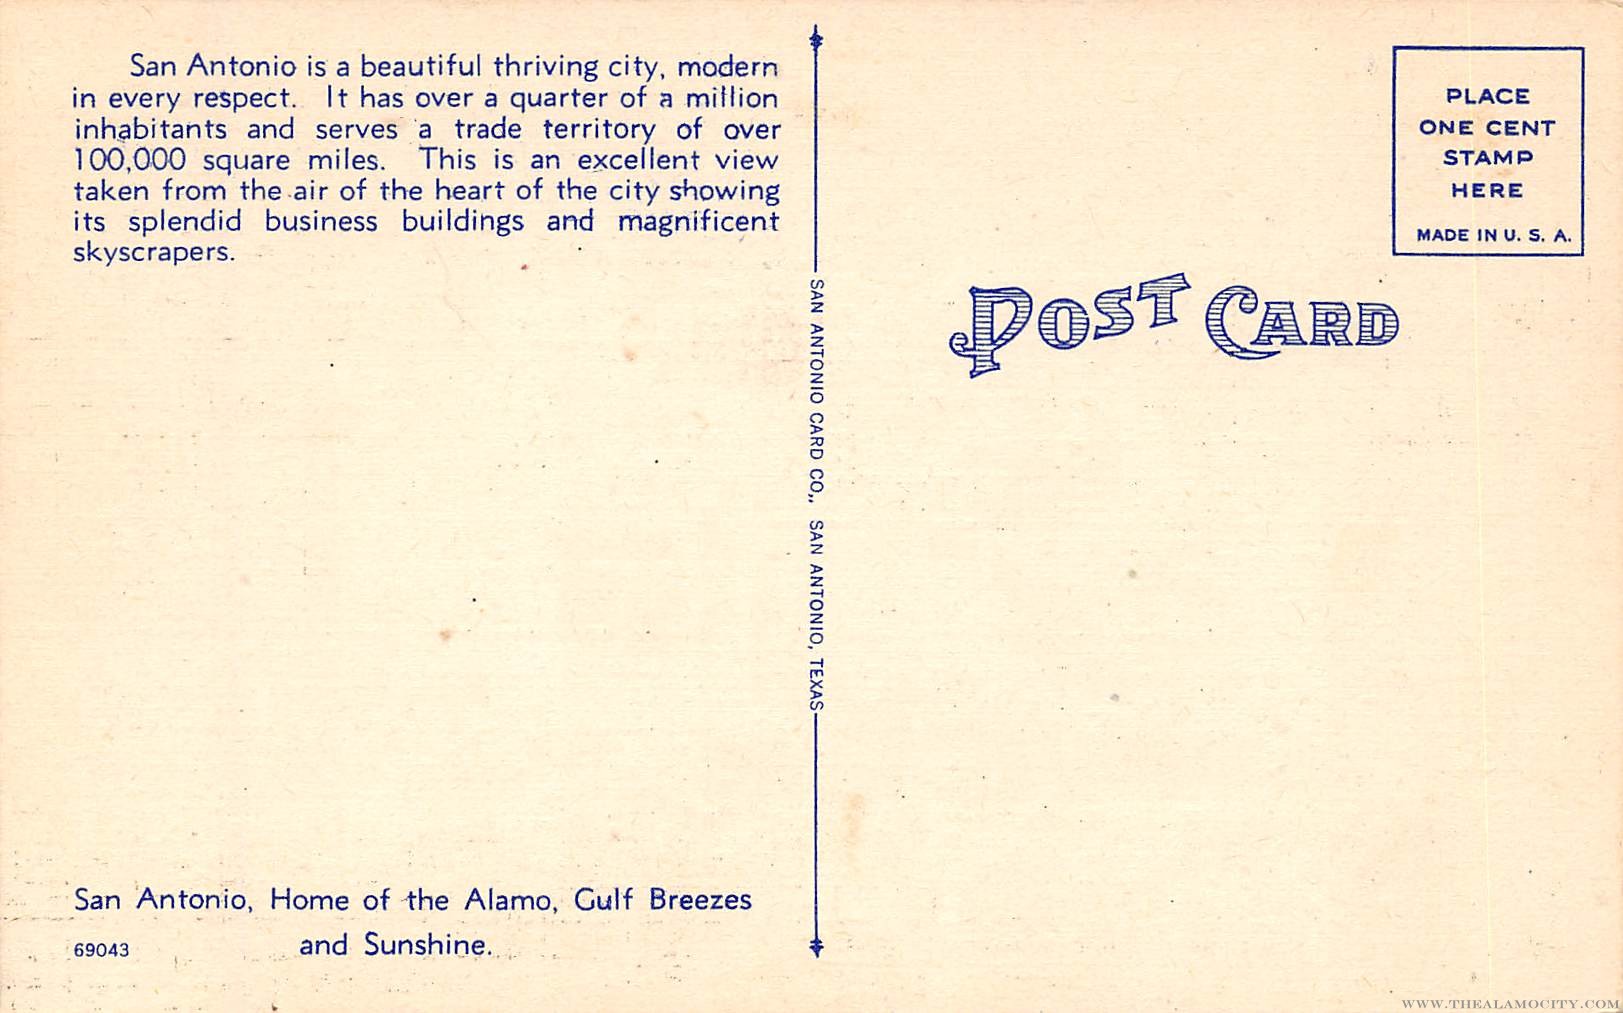 San Antonio is a beautiful thriving city, modern
in every respect. It has over a quarter of a million
inhabitants and serves a trade territory of over
100,000 square miles. This is an excellent view
taken from the air of the heart of the city showing
its splendid business buildings and magnificent
skyscrapers.
San Antonio, Home of the Alamo, Gulf Breezes
and Sunshine.
69043
SAN ANTONIO CARD CO., SAN ANTONIO, TEXAS
PLACE
ONE CENT
STAMP
HERE
MADE IN U. S. A.
POST CARD
WWW.THEALAMOCITY.COM